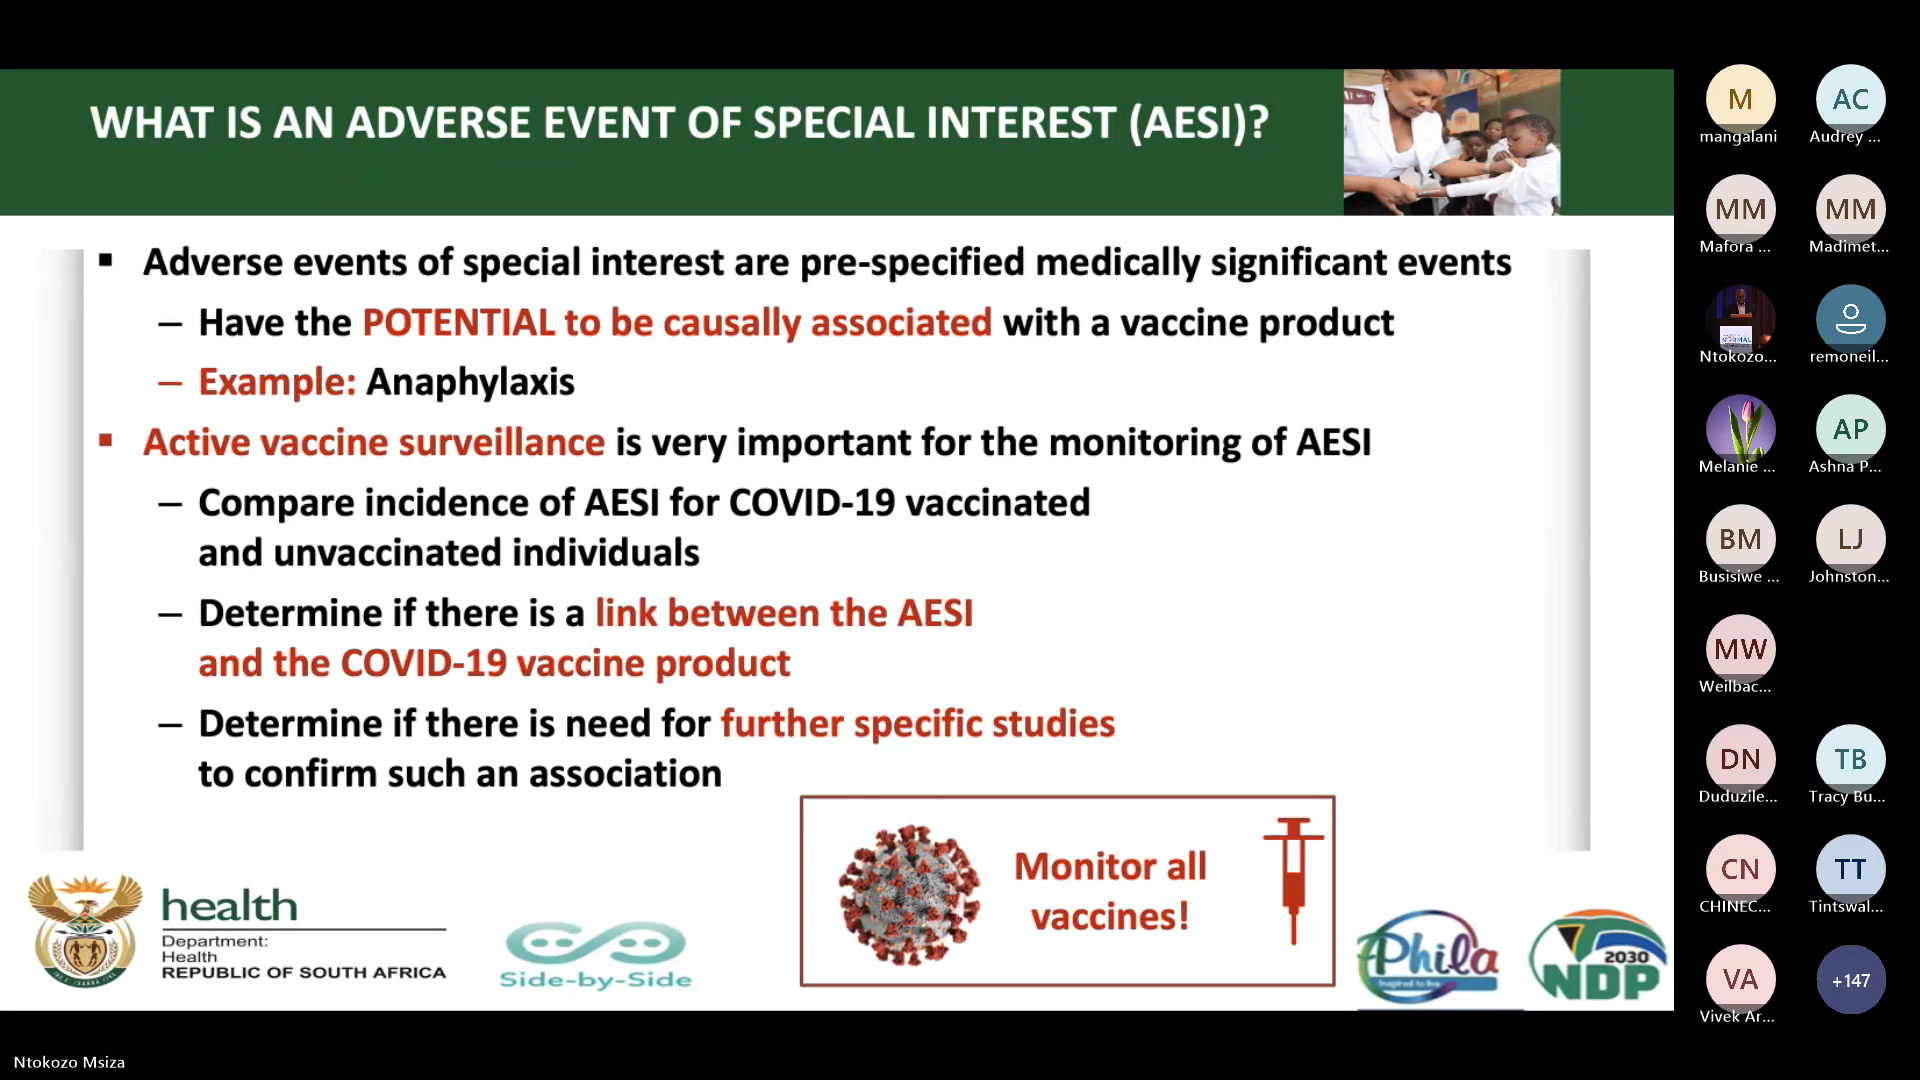 WHAT IS AN ADVERSE EVENT OF SPECIAL INTEREST (AESI)?
▪ Adverse events of special interest are pre-specified medically significant events
– Have the POTENTIAL to be causally associated with a vaccine product
– Example: Anaphylaxis
▪ Active vaccine surveillance is very important for the monitoring of AESI
– Compare incidence of AESI for COVID-19 vaccinated
and unvaccinated individuals
– Determine if there is a link between the AESI
and the COVID-19 vaccine product
– Determine if there is need for further specific studies
to confirm such an association
Monitor all
vaccines!
health
Department:
Health
REPUBLIC OF SOUTH AFRICA
Side-by-Side
Phila
Inspired to live
2030
NDP
M
mangalani
AC
Audrey ...
MM
Mafora ...
MM
Madimet...
Ntokozo...
remoneil...
Melanie ...
AP
Ashna P...
BM
Busisiwe ...
LJ
Johnston...
MW
Weilbac...
DN
Duduzile...
TB
Tracy Bu...
CN
CHINEC...
TT
Tintswal...
VA
Vivek Ar...
+147
Ntokozo Msiza